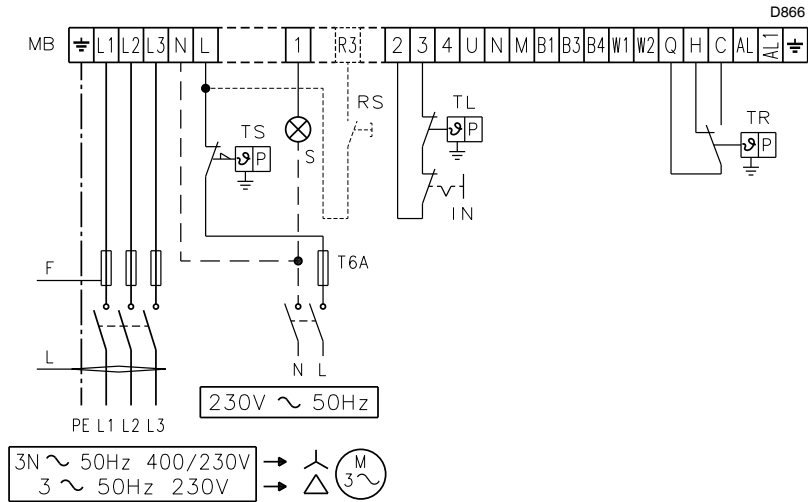 D866
MB L1 L2 L3 N L 1 R3 2 3 4 U N M B1 B3 B4 W1 W2 Q H C AL AL1
RS
TS
TL
TR
ϑ P
ϑ P
ϑ P
S
IN
F
T6A
L
N L
PE L1 L2 L3
230V ~ 50Hz
3N ~ 50Hz 400/230V
3 ~ 50Hz 230V
M
3~